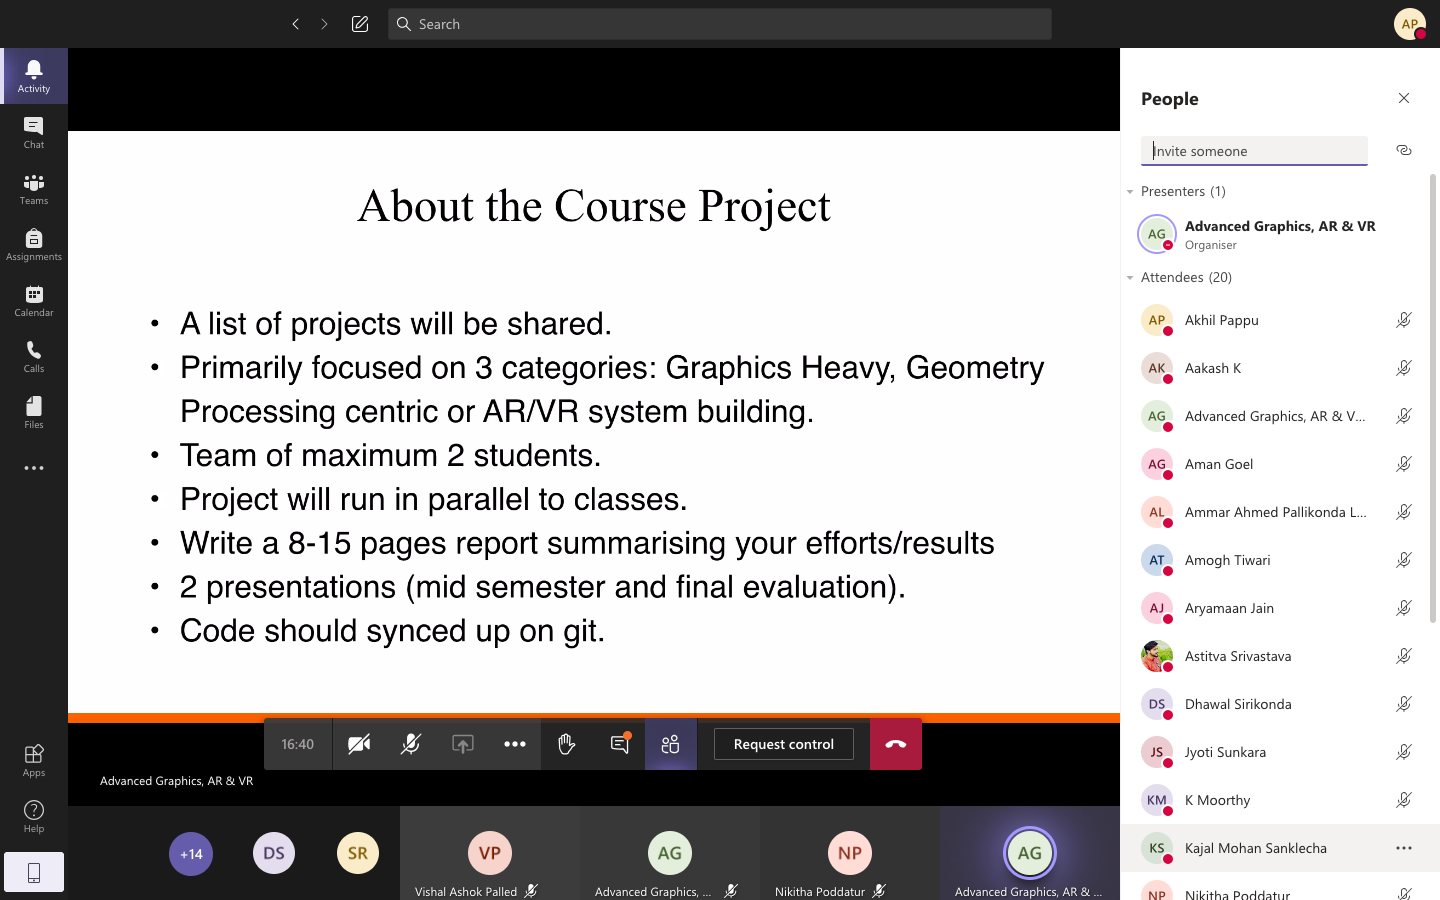 Search
AP
Activity
Chat
Teams
Assignments
Calendar
Calls
Files
Apps
Help
About the Course Project
• A list of projects will be shared.
• Primarily focused on 3 categories: Graphics Heavy, Geometry
Processing centric or AR/VR system building.
• Team of maximum 2 students.
• Project will run in parallel to classes.
• Write a 8-15 pages report summarising your efforts/results
• 2 presentations (mid semester and final evaluation).
• Code should synced up on git.
16:40
Request control
Advanced Graphics, AR & VR
+14
DS
SR
VP
Vishal Ashok Palled
AG
Advanced Graphics, ...
NP
Nikitha Poddatur
AG
Advanced Graphics, AR & ...
People
Invite someone
Presenters (1)
AG
Advanced Graphics, AR & VR
Organiser
Attendees (20)
AP Akhil Pappu
AK Aakash K
AG Advanced Graphics, AR & V...
AG Aman Goel
AL Ammar Ahmed Pallikonda L...
AT Amogh Tiwari
AJ Aryamaan Jain
Astitva Srivastava
DS Dhawal Sirikonda
JS Jyoti Sunkara
KM K Moorthy
KS Kajal Mohan Sanklecha
NP Nikitha Poddatur